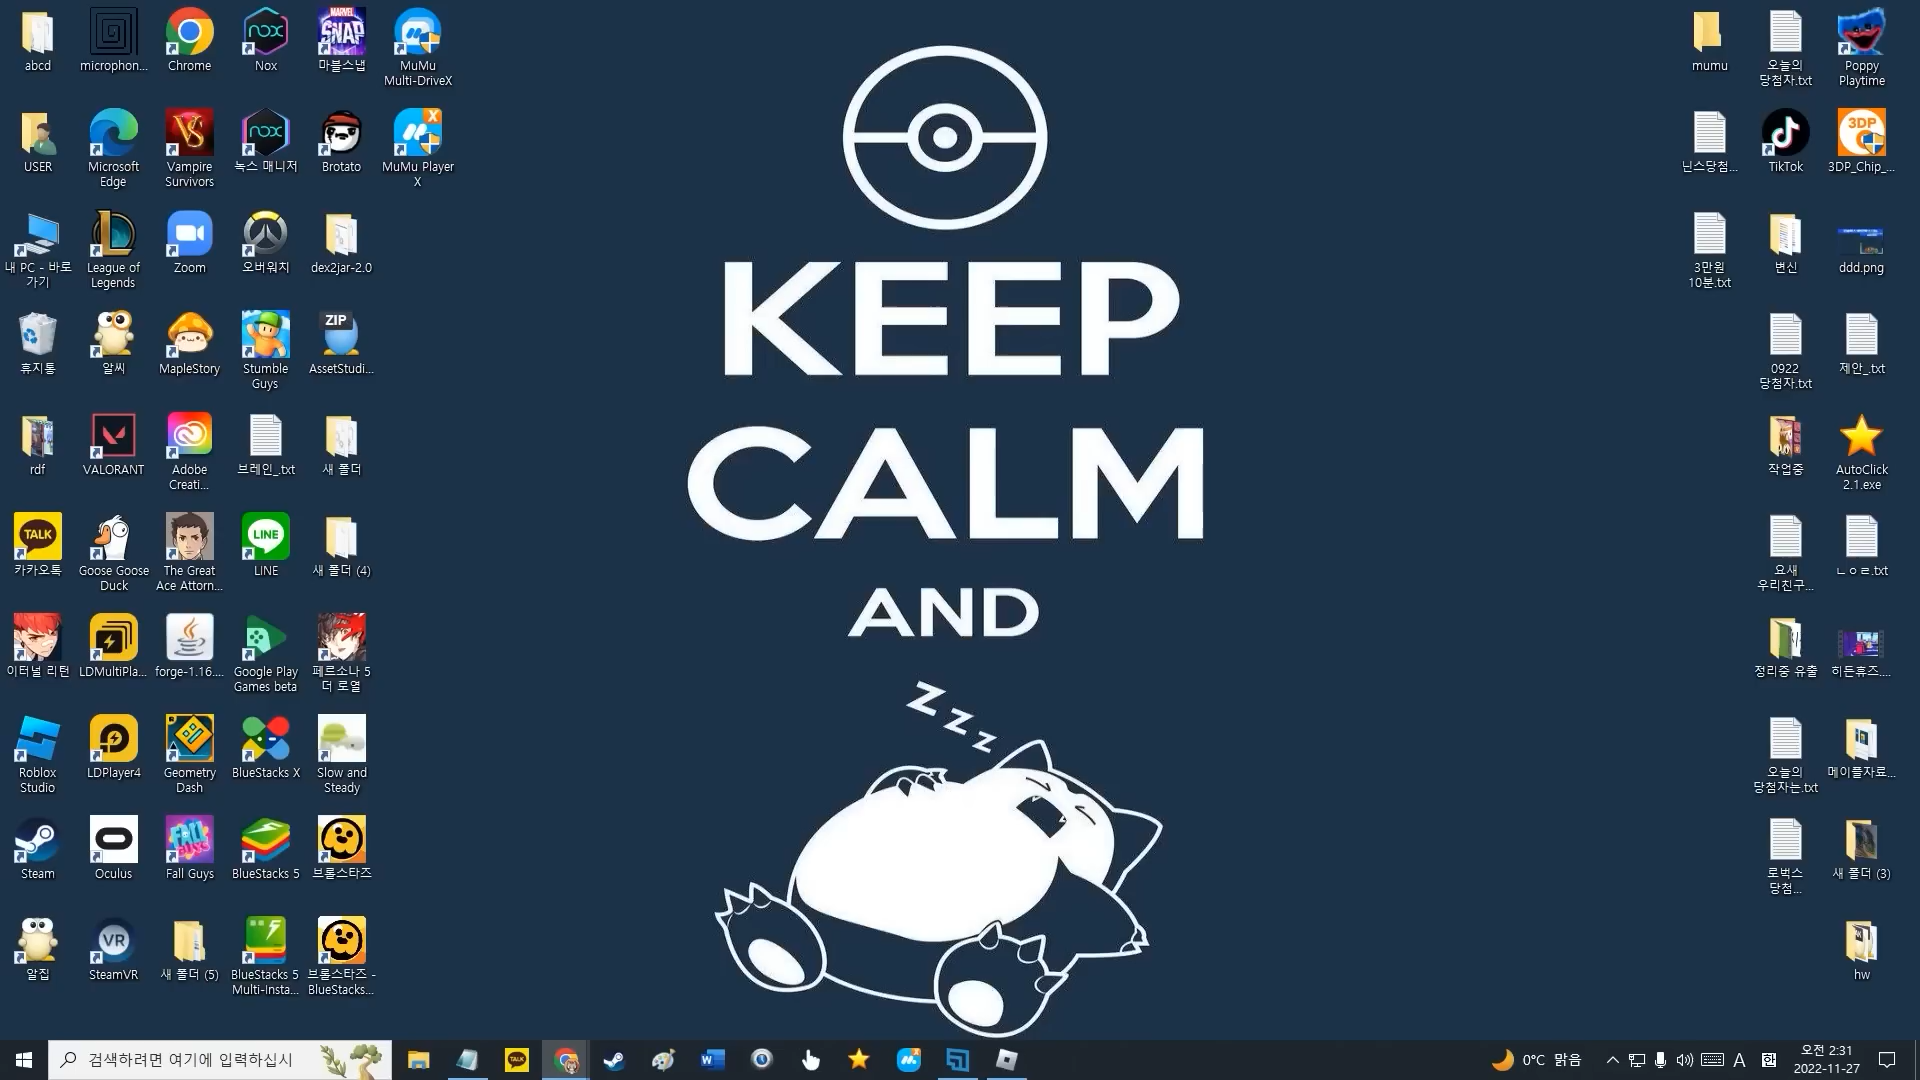 abcd
microphon...
Chrome
Nox
마블스냅
MuMu
Multi-DriveX
mumu
오늘의
당첨자.txt
Poppy
Playtime
USER
Microsoft
Edge
Vampire
Survivors
녹스 매니저
Brotato
MuMu Player
X
닌스당첨...
TikTok
3DP_Chip_...
내 PC - 바로
가기
League of
Legends
Zoom
오버워치
dex2jar-2.0
3만원
10분.txt
변신
ddd.png
휴지통
알씨
MapleStory
Stumble
Guys
ZIP
AssetStudi...
0922
당첨자.txt
제안_.txt
rdf
VALORANT
Adobe
Creati...
브레인_.txt
새 폴더
작업중
AutoClick
2.1.exe
TALK
카카오톡
Goose Goose
Duck
The Great
Ace Attorn...
LINE
LINE
새 폴더 (4)
요새
우리친구...
ㄴㅇㄹ.txt
이터널 리턴
LDMultiPla...
forge-1.16....
Google Play
Games beta
페르소나 5
더 로열
정리중 유출
히든휴즈....
Roblox
Studio
LDPlayer4
Geometry
Dash
BlueStacks X
Slow and
Steady
오늘의
당첨자는.txt
메이플자료...
Steam
Oculus
Fall Guys
BlueStacks 5
브롤스타즈
로벅스
당첨...
새 폴더 (3)
알집
SteamVR
새 폴더 (5)
BlueStacks 5
Multi-Insta...
브롤스타즈 -
BlueStacks...
hw
KEEP
CALM
AND
Z
Z
Z
검색하려면 여기에 입력하십시
0°C 맑음
A
한
오전 2:31
2022-11-27